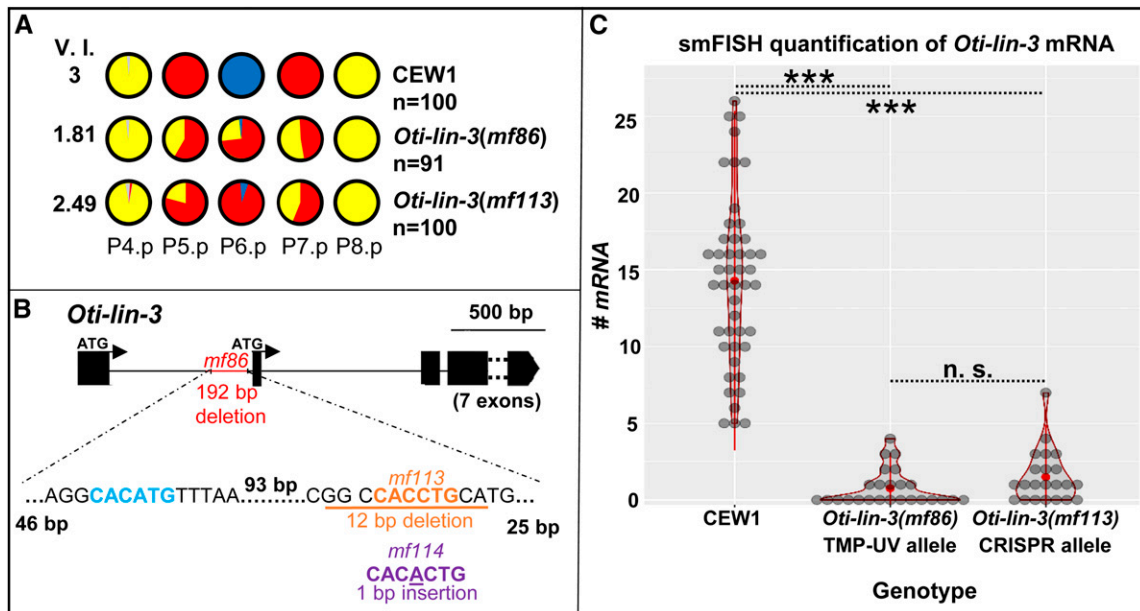 A
V. I.
3
CEW1
n=100
1.81
Oti-lin-3(mf86)
n=91
2.49
Oti-lin-3(mf113)
n=100
P4.p P5.p P6.p P7.p P8.p
B
Oti-lin-3
500 bp
ATG ATG
mf86
192 bp
deletion
(7 exons)
93 bp
mf113
...AGGCACATGTTTAA...........CGG CCACCTGCATG...
46 bp
12 bp deletion
25 bp
mf114
CACACTG
1 bp insertion
C
smFISH quantification of Oti-lin-3 mRNA
***
***
n. s.
# mRNA
25
20
15
10
5
0
CEW1 Oti-lin-3(mf86) Oti-lin-3(mf113)
TMP-UV allele CRISPR allele
Genotype